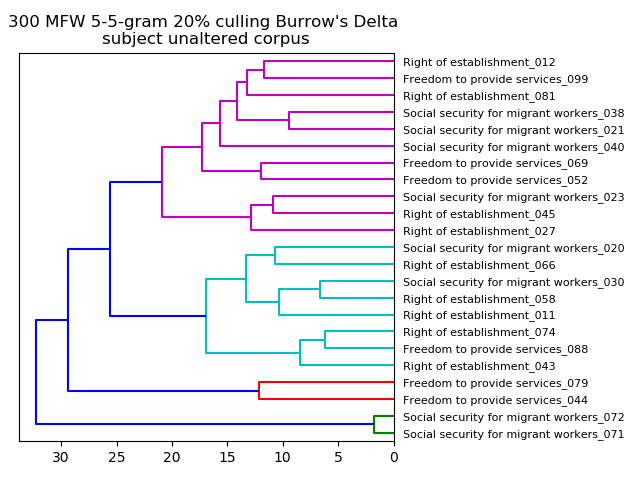 300 MFW 5-5-gram 20% culling Burrow's Delta
subject unaltered corpus
Right of establishment_012
Freedom to provide services_099
Right of establishment_081
Social security for migrant workers_038
Social security for migrant workers_021
Social security for migrant workers_040
Freedom to provide services_069
Freedom to provide services_052
Social security for migrant workers_023
Right of establishment_045
Right of establishment_027
Social security for migrant workers_020
Right of establishment_066
Social security for migrant workers_030
Right of establishment_058
Right of establishment_011
Right of establishment_074
Freedom to provide services_088
Right of establishment_043
Freedom to provide services_079
Freedom to provide services_044
Social security for migrant workers_072
Social security for migrant workers_071
30 25 20 15 10 5 0